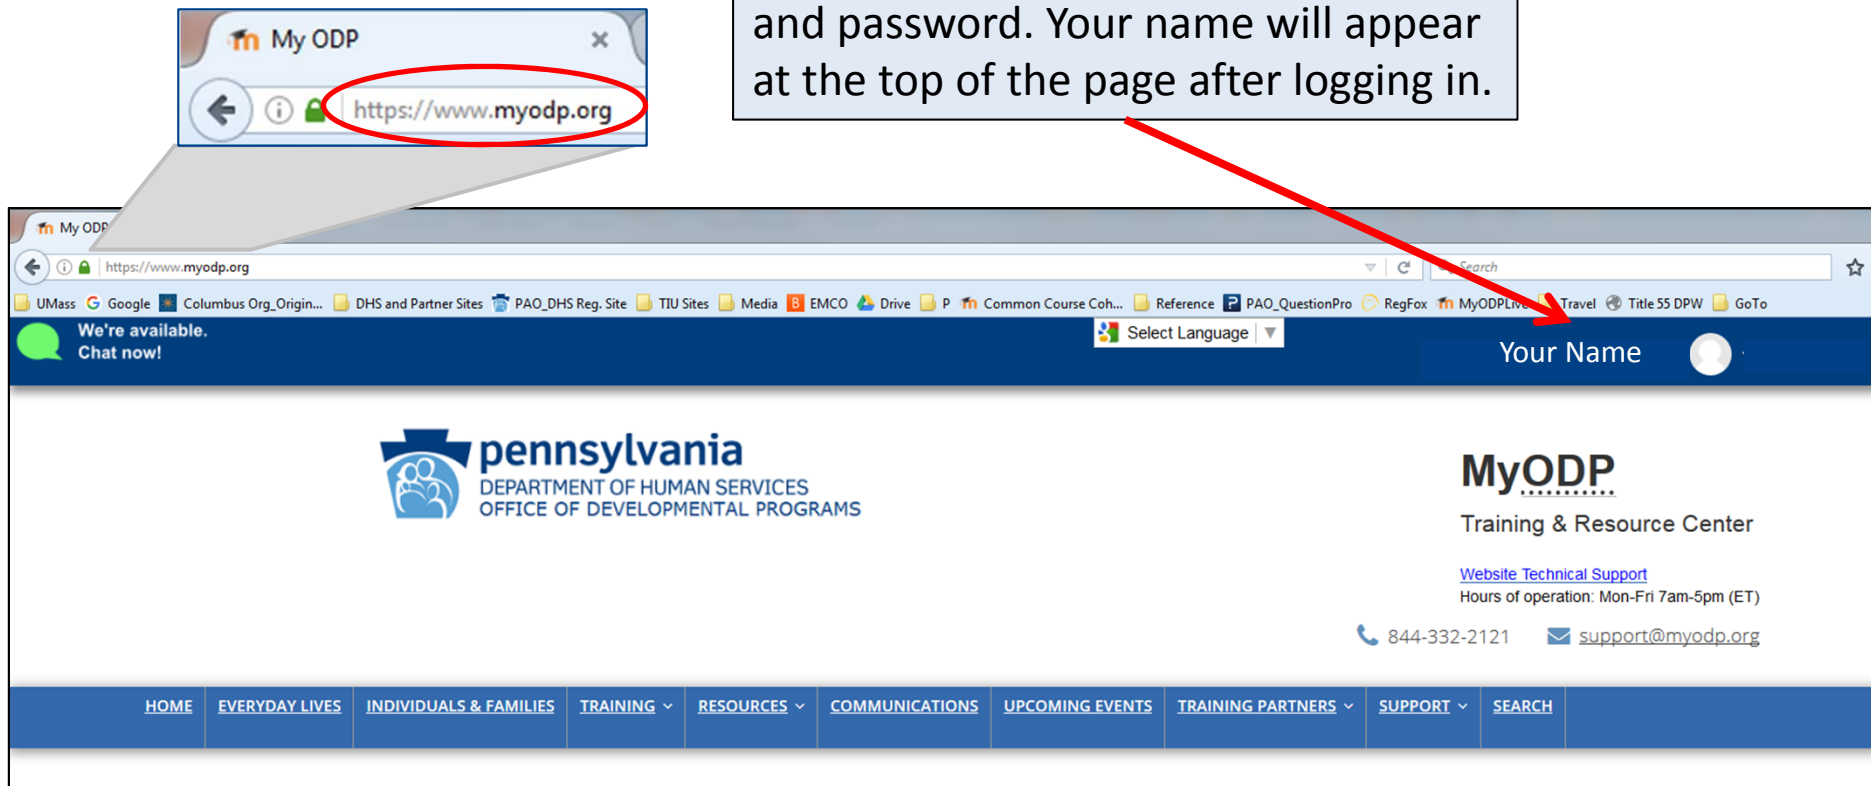 and password. Your name will appear
at the top of the page after logging in.
My ODP
https://www.myodp.org
My ODP
https://www.myodp.org
Search
UMass Google Columbus Org_Origin... DHS and Partner Sites PAO_DHS Reg. Site TIU Sites Media EMCO Drive P Common Course Coh... Reference PAO_QuestionPro RegFox MyODPLive Travel Title 55 DPW GoTo
We're available.
Chat now!
Select Language
Your Name
pennsylvania
DEPARTMENT OF HUMAN SERVICES
OFFICE OF DEVELOPMENTAL PROGRAMS
MyODP
Training & Resource Center
Website Technical Support
Hours of operation: Mon-Fri 7am-5pm (ET)
844-332-2121 support@myodp.org
HOME EVERYDAY LIVES INDIVIDUALS & FAMILIES TRAINING RESOURCES COMMUNICATIONS UPCOMING EVENTS TRAINING PARTNERS SUPPORT SEARCH